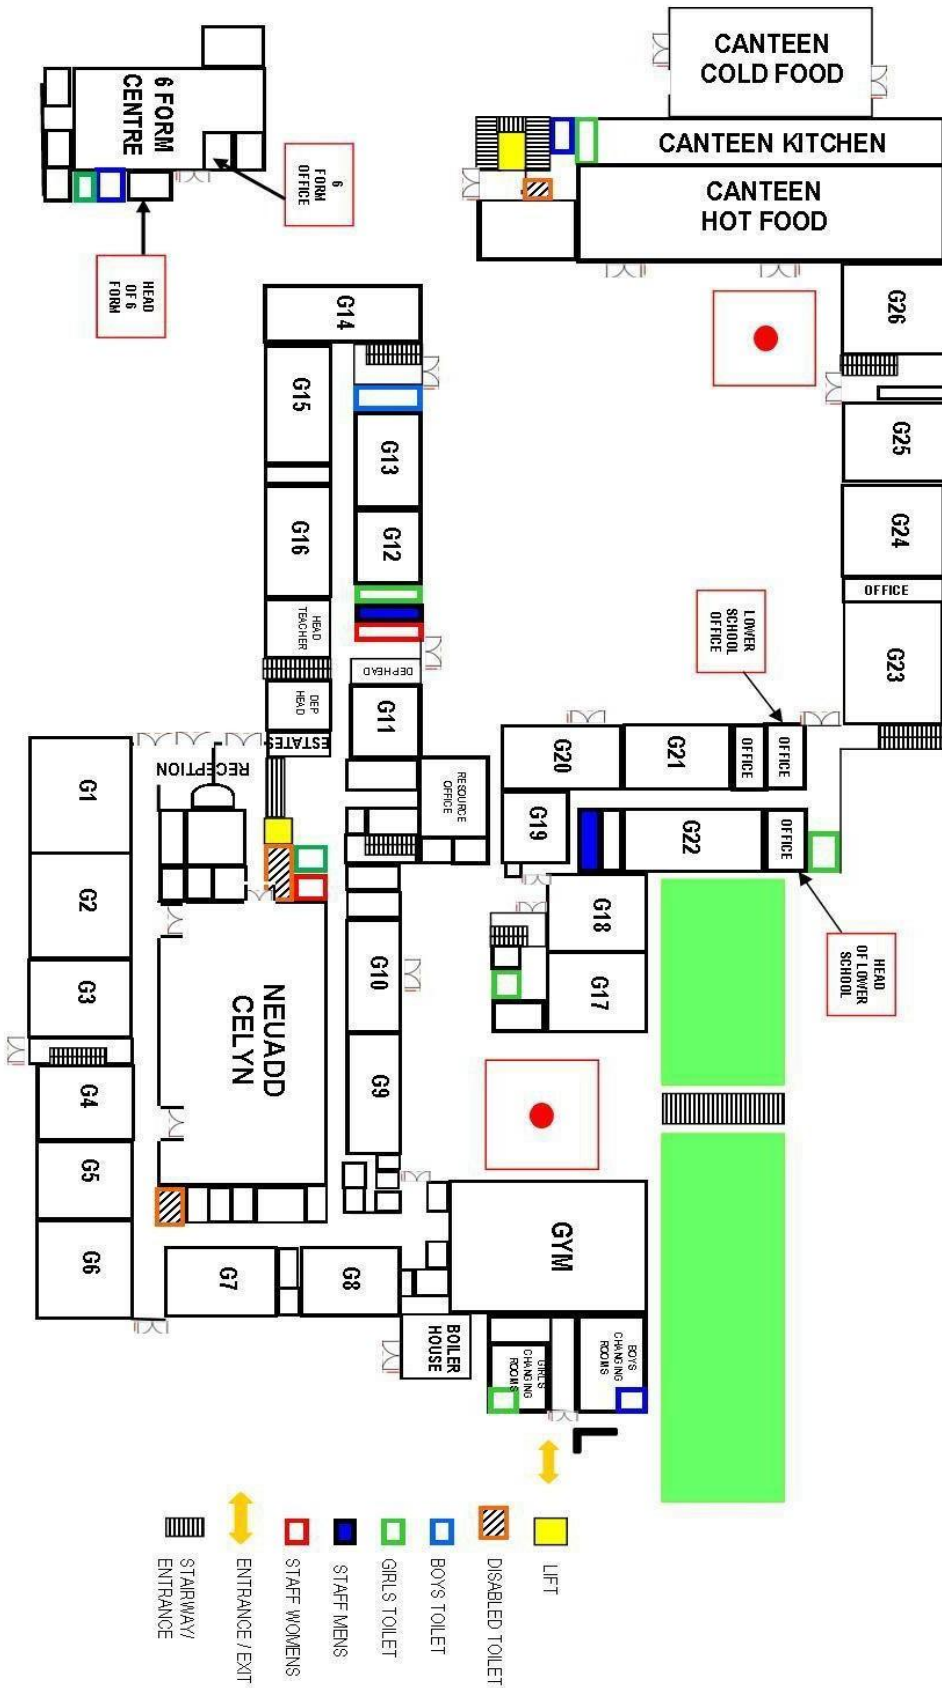 CANTEEN
COLD FOOD
CANTEEN KITCHEN
CANTEEN
HOT FOOD
6 FORM
CENTRE
6
FORM
OFFICE
HEAD
OF 6
FORM
G26
G25
G24
OFFICE
G23
G14
G15
G13
G16
G12
HEAD
TEACHER
DEP HEAD
DEP
HEAD
G11
ESTATES
RECEPTION
RESOURCE
OFFICE
LOWER
SCHOOL
OFFICE
G20
G21
OFFICE
OFFICE
G19
G22
OFFICE
HEAD
OF LOWER
SCHOOL
G18
G17
G1
G2
G3
G4
G5
G6
NEUADD
CELYN
G10
G9
G7
G8
GYM
BOILER
HOUSE
GIRLS
CHANGING
ROOMS
BOYS
CHANGING
ROOMS
LIFT
DISABLED TOILET
BOYS TOILET
GIRLS TOILET
STAFF MENS
STAFF WOMENS
ENTRANCE / EXIT
STAIRWAY/
ENTRANCE